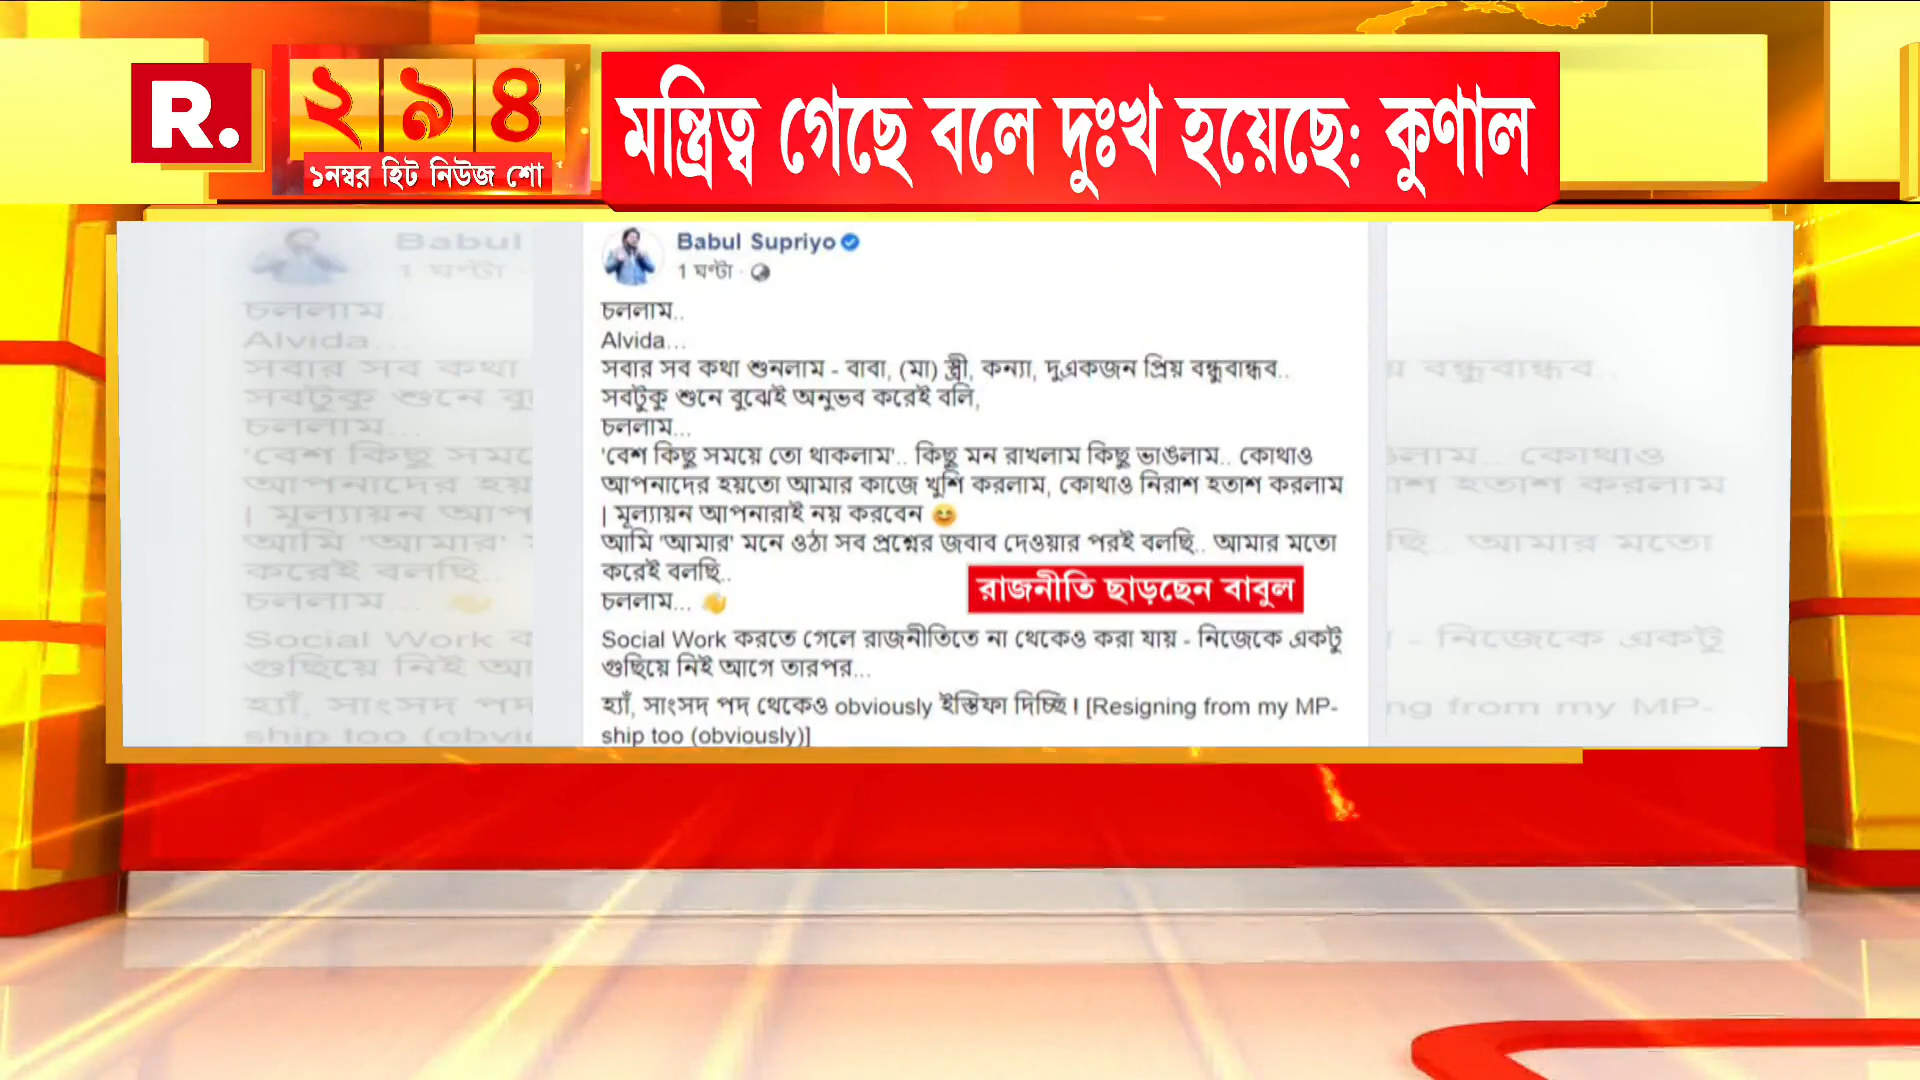 R.
২৯৪
১নম্বর হিট নিউজ শো
মন্ত্রিত্ব গেছে বলে দুঃখ হয়েছে: কুণাল
Babul Supriyo
1 ঘণ্টা ·
চললাম..
Alvida...
সবার সব কথা শুনলাম - বাবা, (মা) স্ত্রী, কন্যা, দুএকজন প্রিয় বন্ধুবান্ধব..
সবটুকু শুনে বুঝেই অনুভব করেই বলি,
চললাম...
'বেশ কিছু সময়ে তো থাকলাম'.. কিছু মন রাখলাম কিছু ভাঙলাম.. কোথাও
আপনাদের হয়তো আমার কাজে খুশি করলাম, কোথাও নিরাশ হতাশ করলাম
| মূল্যায়ন আপনারাই নয় করবেন 😊
আমি 'আমার' মনে ওঠা সব প্রশ্নের জবাব দেওয়ার পরই বলছি.. আমার মতো
করেই বলছি..
চললাম... 👋
রাজনীতি ছাড়ছেন বাবুল
Social Work করতে গেলে রাজনীতিতে না থেকেও করা যায় - নিজেকে একটু
গুছিয়ে নিই আগে তারপর...
হ্যাঁ, সাংসদ পদ থেকেও obviously ইস্তিফা দিচ্ছি ! [Resigning from my MP-
ship too (obviously)]